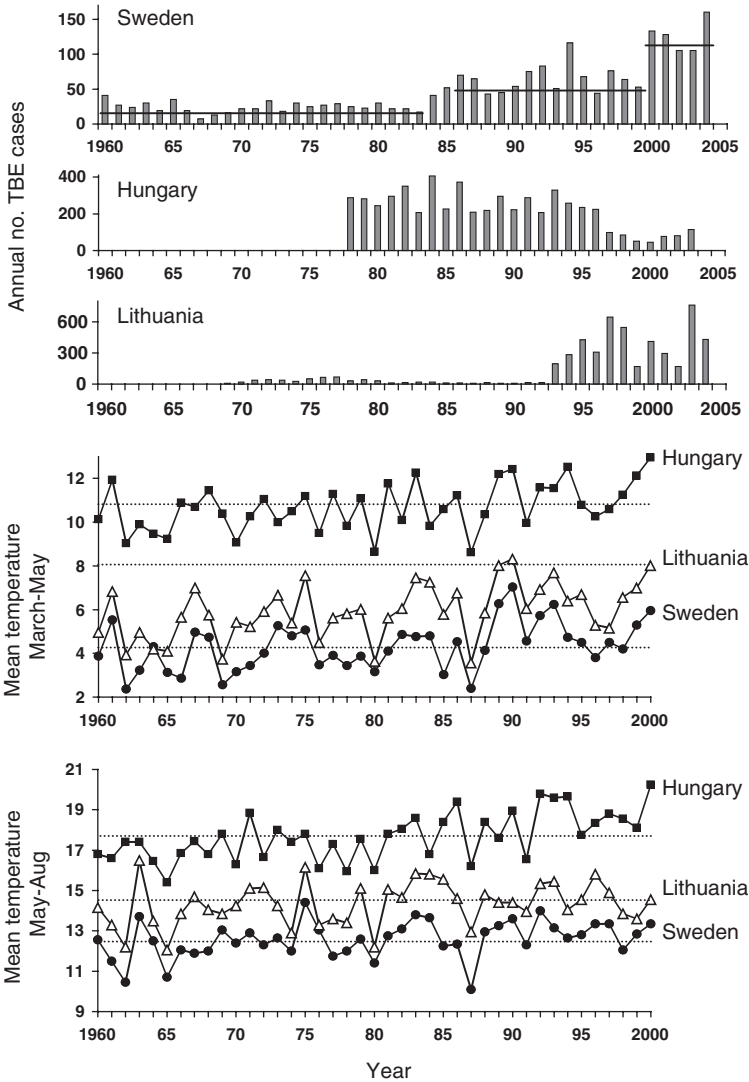 Annual no. TBE cases
Sweden
150
100
50
0
1960 65 70 75 80 85 90 95 2000 2005
Hungary
400
200
0
1960 65 70 75 80 85 90 95 2000 2005
Lithuania
600
300
0
1960 65 70 75 80 85 90 95 2000 2005
Mean temperature
March-May
12
10
8
6
4
2
Hungary
Lithuania
Sweden
1960 65 70 75 80 85 90 95 2000
Mean temperature
May-Aug
21
19
17
15
13
11
9
Hungary
Lithuania
Sweden
1960 65 70 75 80 85 90 95 2000
Year